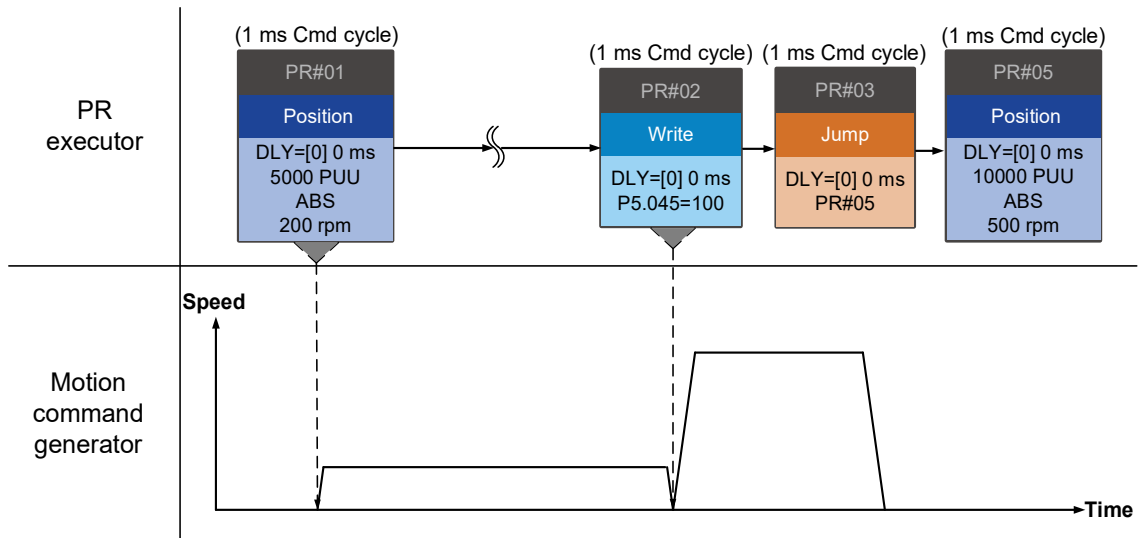 PR
executor
(1 ms Cmd cycle)
PR#01
Position
DLY=[0] 0 ms
5000 PUU
ABS
200 rpm
(1 ms Cmd cycle)
PR#02
Write
DLY=[0] 0 ms
P5.045=100
(1 ms Cmd cycle)
PR#03
Jump
DLY=[0] 0 ms
PR#05
(1 ms Cmd cycle)
PR#05
Position
DLY=[0] 0 ms
10000 PUU
ABS
500 rpm
Motion
command
generator
Speed
Time